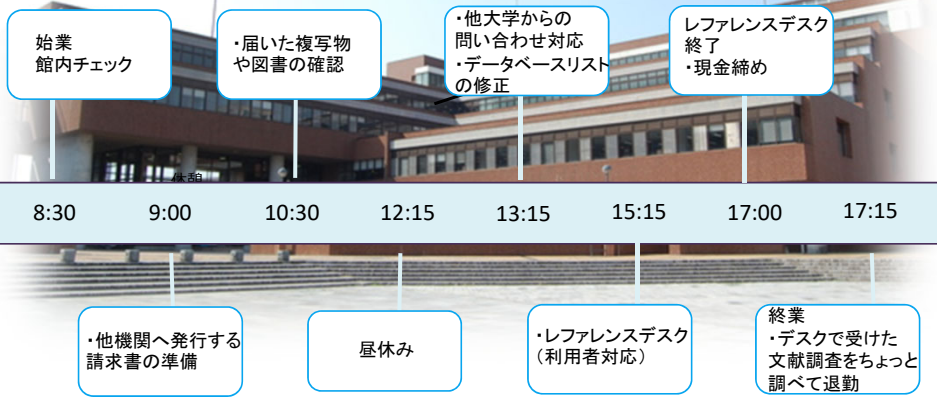 始業
館内チェック
・届いた複写物
や図書の確認
・他大学からの
問い合わせ対応
・データベースリスト
の修正
レファレンスデスク
終了
・現金締め
休憩
8:30
9:00
10:30
12:15
13:15
15:15
17:00
17:15
・他機関へ発行する
請求書の準備
昼休み
・レファレンスデスク
（利用者対応）
終業
・デスクで受けた
文献調査をちょっと
調べて退勤